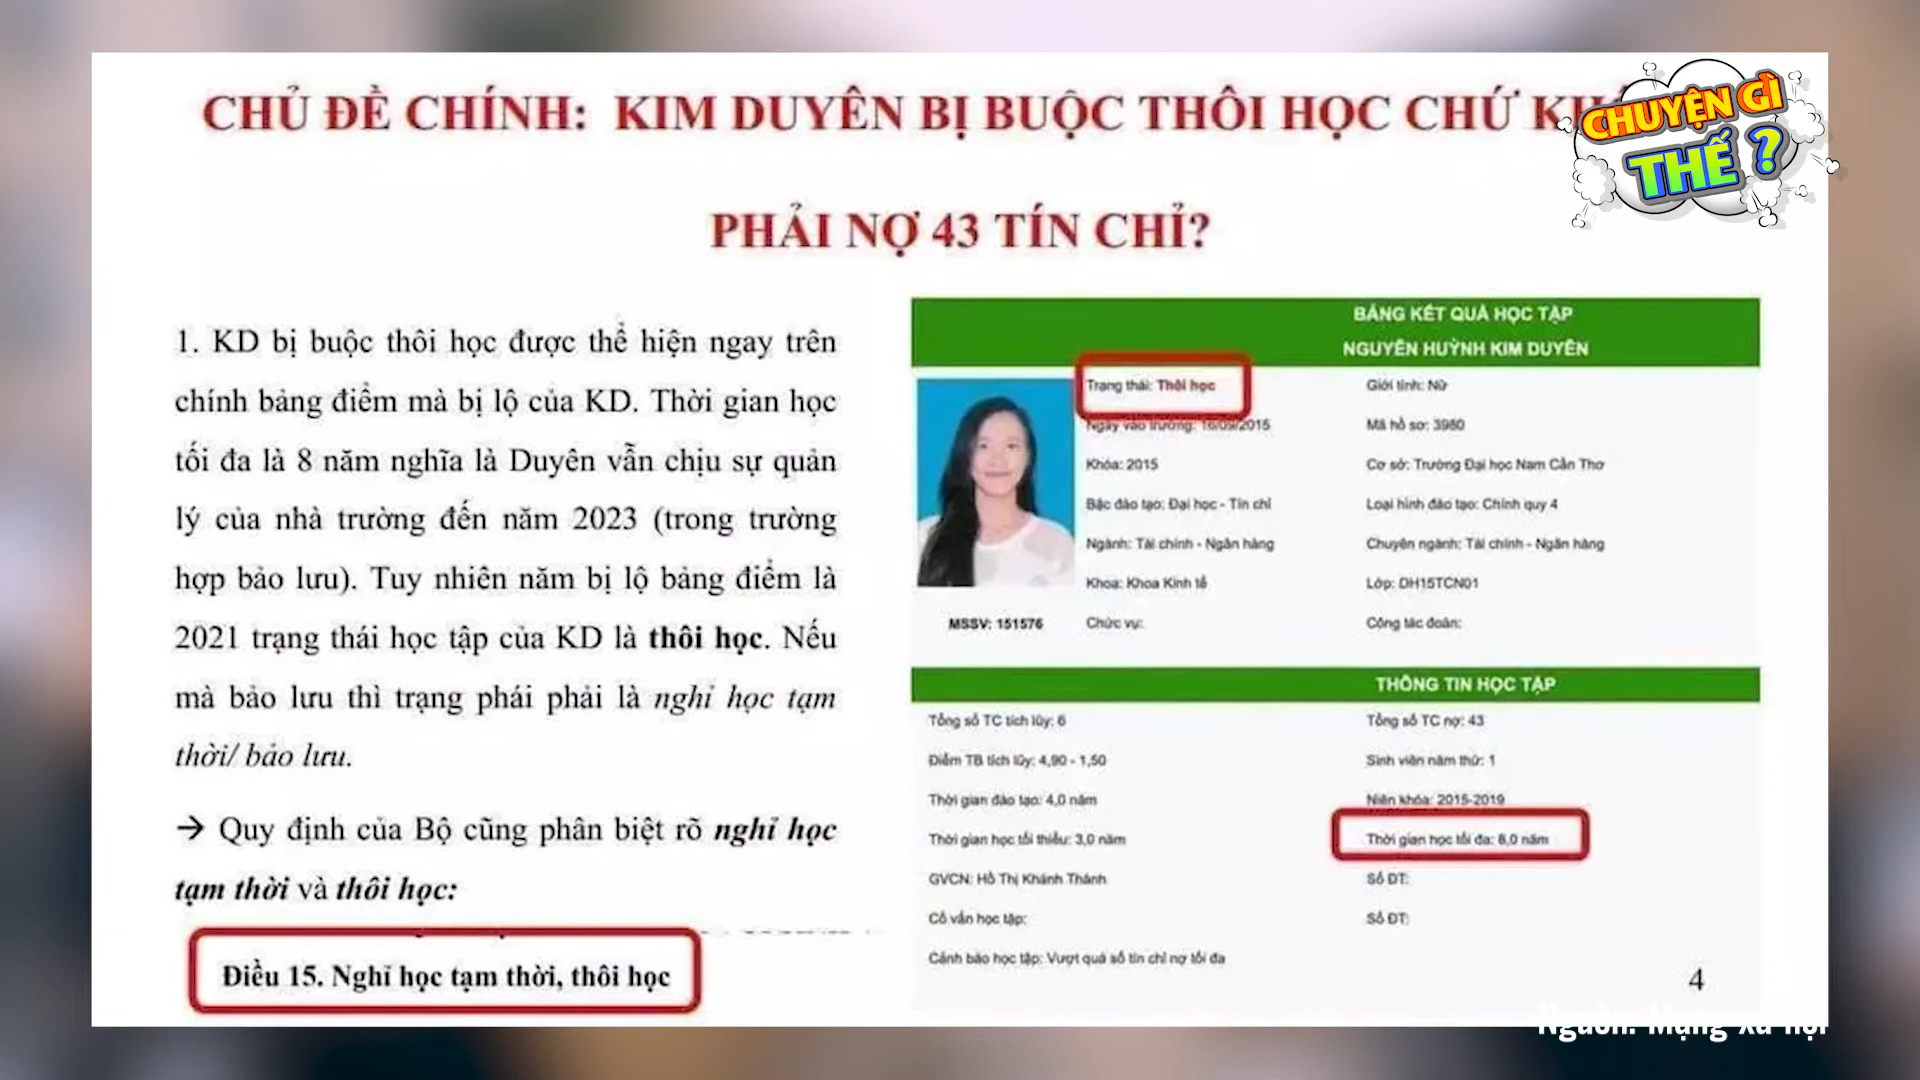 CHỦ ĐỀ CHÍNH: KIM DUYÊN BỊ BUỘC THÔI HỌC CHỨ
PHẢI NỢ 43 TÍN CHỈ?
CHUYỆN GÌ
THẾ ?
1. KD bị buộc thôi học được thể hiện ngay trên
chính bảng điểm mà bị lộ của KD. Thời gian học
tối đa là 8 năm nghĩa là Duyên vẫn chịu sự quản
lý của nhà trường đến năm 2023 (trong trường
hợp bảo lưu). Tuy nhiên năm bị lộ bảng điểm là
2021 trạng thái học tập của KD là thôi học. Nếu
mà bảo lưu thì trạng phái phải là nghỉ học tạm
thời/ bảo lưu.
→ Quy định của Bộ cũng phân biệt rõ nghỉ học
tạm thời và thôi học:
Điều 15. Nghỉ học tạm thời, thôi học
BẢNG KẾT QUẢ HỌC TẬP
NGUYỄN HUỲNH KIM DUYÊN
Trạng thái: Thôi học
Giới tính: Nữ
Ngày vào trường: 16/09/2015
Mã hồ sơ: 3980
Khóa: 2015
Cơ sở: Trường Đại học Nam Cần Thơ
Bậc đào tạo: Đại học - Tín chỉ
Loại hình đào tạo: Chính quy 4
Ngành: Tài chính - Ngân hàng
Chuyên ngành: Tài chính - Ngân hàng
Khoa: Khoa Kinh tế
Lớp: DH15TCN01
MSSV: 151576
Chức vụ:
Công tác đoàn:
THÔNG TIN HỌC TẬP
Tổng số TC tích lũy: 6
Tổng số TC nợ: 43
Điểm TB tích lũy: 4,90 - 1,50
Sinh viên năm thứ: 1
Thời gian đào tạo: 4,0 năm
Niên khóa: 2015-2019
Thời gian học tối thiểu: 3,0 năm
Thời gian học tối đa: 8,0 năm
GVCN: Hồ Thị Khánh Thành
Số ĐT:
Cố vấn học tập:
Số ĐT:
Cảnh báo học tập: Vượt quá số tín chỉ nợ tối đa
4
Nguồn: Mạng xã hội